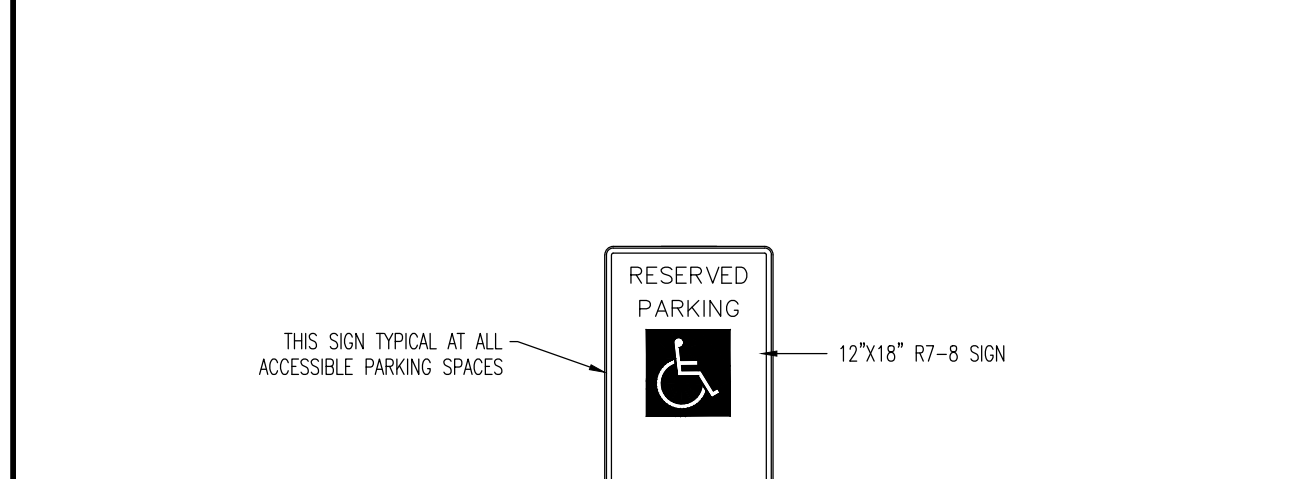 RESERVED
PARKING
THIS SIGN TYPICAL AT ALL
ACCESSIBLE PARKING SPACES
12”X18” R7-8 SIGN